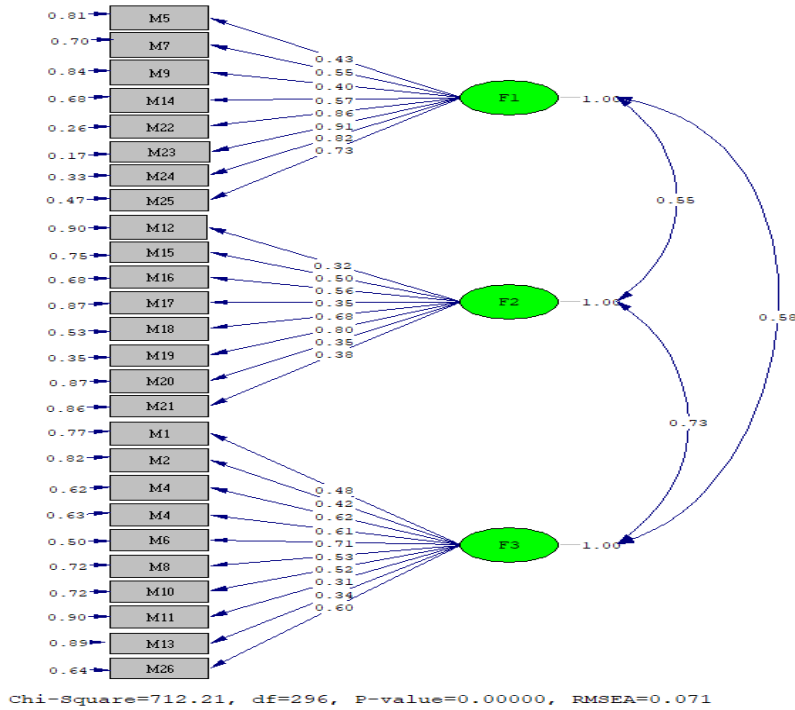 0.81 M5
0.70 M7
0.84 M9
0.68 M14
0.26 M22
0.17 M23
0.33 M24
0.47 M25
0.90 M12
0.75 M15
0.68 M16
0.87 M17
0.53 M18
0.35 M19
0.87 M20
0.86 M21
0.77 M1
0.82 M2
0.62 M4
0.63 M4
0.50 M6
0.72 M8
0.72 M10
0.90 M11
0.89 M13
0.64 M26
0.43
0.55
0.40
0.57
0.86
0.91
0.82
0.73
F1 1.00
0.32
0.50
0.56
0.35
0.68
0.80
0.35
0.38
F2 1.00
0.48
0.42
0.62
0.61
0.71
0.53
0.52
0.31
0.34
0.60
F3 1.00
0.55
0.58
0.73
Chi-Square=712.21, df=296, P-value=0.00000, RMSEA=0.071